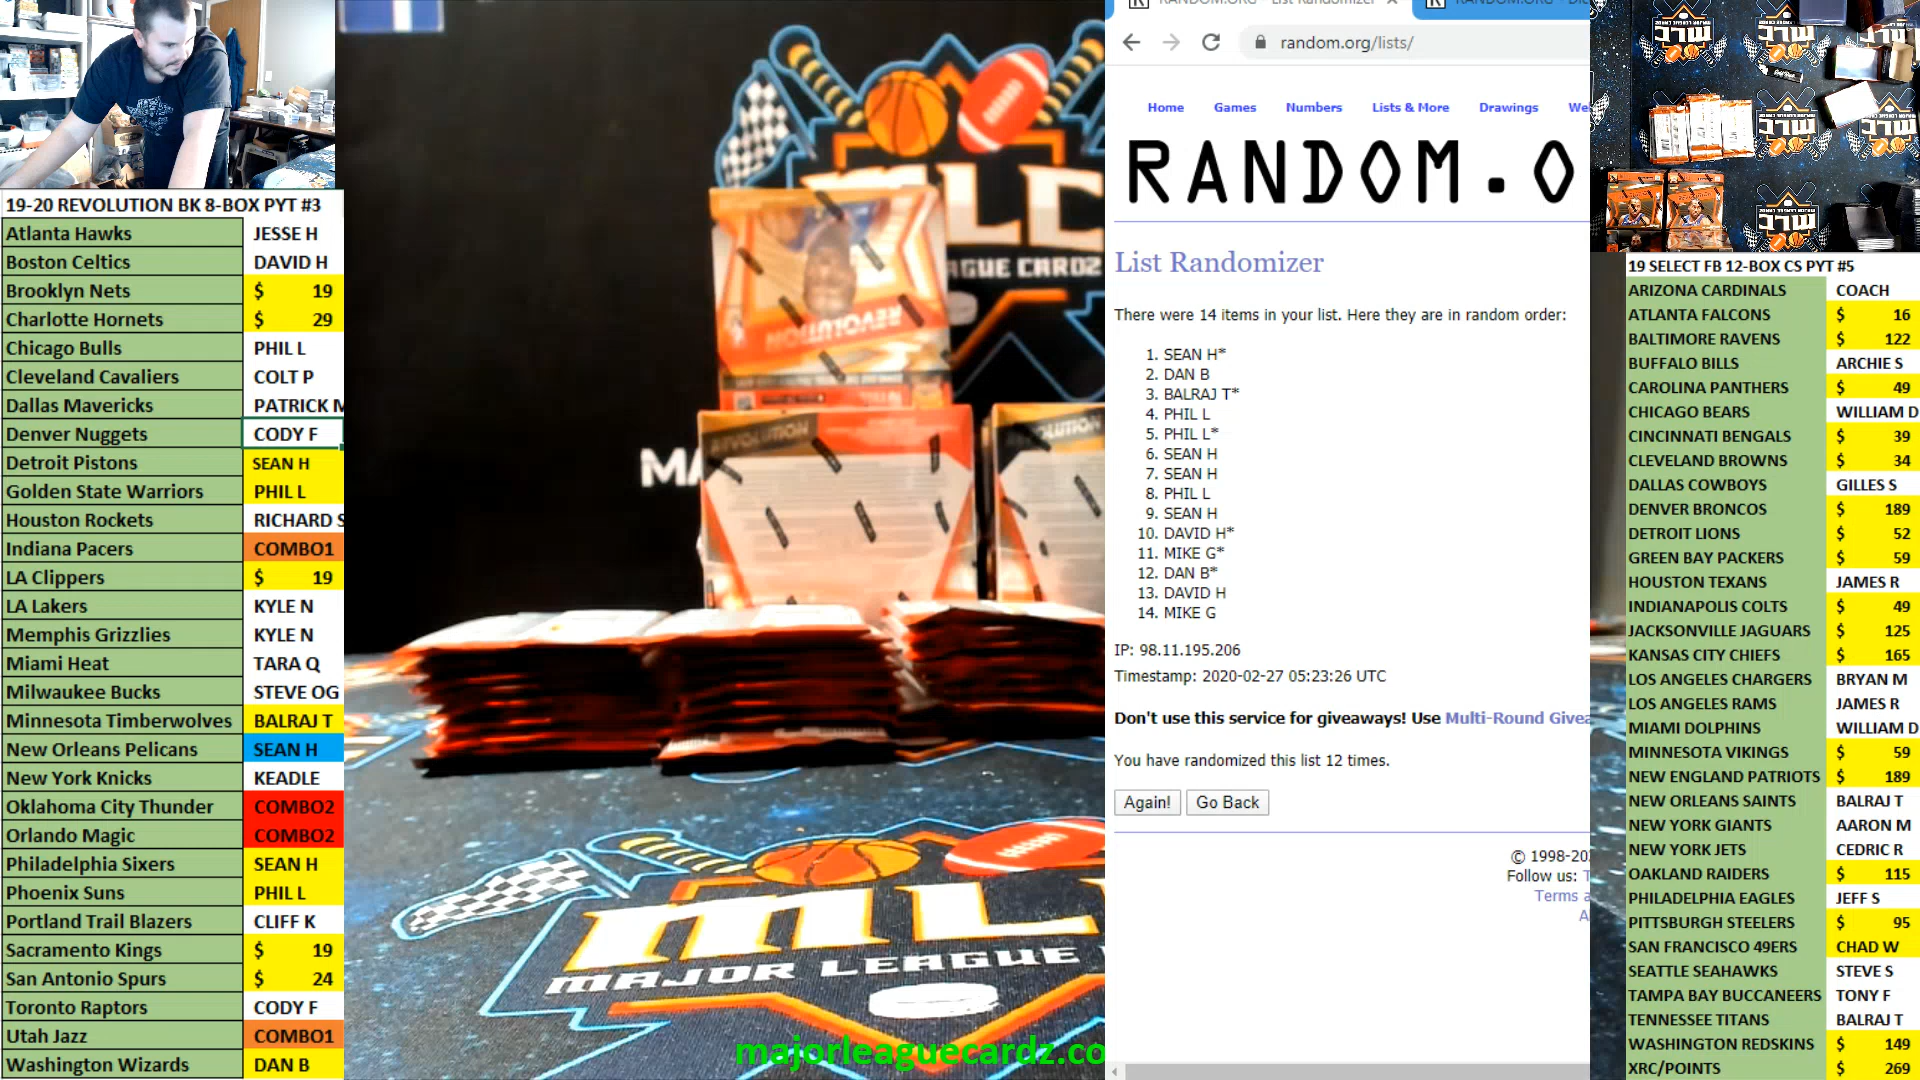 19-20 REVOLUTION BK 8-BOX PYT #3
Atlanta Hawks JESSE H
Boston Celtics DAVID H
Brooklyn Nets $ 19
Charlotte Hornets $ 29
Chicago Bulls PHIL L
Cleveland Cavaliers COLT P
Dallas Mavericks PATRICK M
Denver Nuggets CODY F
Detroit Pistons SEAN H
Golden State Warriors PHIL L
Houston Rockets RICHARD S
Indiana Pacers COMBO1
LA Clippers $ 19
LA Lakers KYLE N
Memphis Grizzlies KYLE N
Miami Heat TARA Q
Milwaukee Bucks STEVE OG
Minnesota Timberwolves BALRAJ T
New Orleans Pelicans SEAN H
New York Knicks KEADLE
Oklahoma City Thunder COMBO2
Orlando Magic COMBO2
Philadelphia Sixers SEAN H
Phoenix Suns PHIL L
Portland Trail Blazers CLIFF K
Sacramento Kings $ 19
San Antonio Spurs $ 24
Toronto Raptors CODY F
Utah Jazz COMBO1
Washington Wizards DAN B
MLC
AGUE CARDZ
REVOLUTION
REVOLUTION
MA
ML
MAJOR LEAGUE
majorleaguecardz.co
random.org/lists/
Home Games Numbers Lists & More Drawings We
RANDOM.O
List Randomizer
There were 14 items in your list. Here they are in random order:
1. SEAN H*
2. DAN B
3. BALRAJ T*
4. PHIL L
5. PHIL L*
6. SEAN H
7. SEAN H
8. PHIL L
9. SEAN H
10. DAVID H*
11. MIKE G*
12. DAN B*
13. DAVID H
14. MIKE G
IP: 98.11.195.206
Timestamp: 2020-02-27 05:23:26 UTC
Don't use this service for giveaways! Use Multi-Round Givea
You have randomized this list 12 times.
Again! Go Back
© 1998-20
Follow us: T
Terms a
A
19 SELECT FB 12-BOX CS PYT #5
ARIZONA CARDINALS COACH
ATLANTA FALCONS $ 16
BALTIMORE RAVENS $ 122
BUFFALO BILLS ARCHIE S
CAROLINA PANTHERS $ 49
CHICAGO BEARS WILLIAM D
CINCINNATI BENGALS $ 39
CLEVELAND BROWNS $ 34
DALLAS COWBOYS GILLES S
DENVER BRONCOS $ 189
DETROIT LIONS $ 52
GREEN BAY PACKERS $ 59
HOUSTON TEXANS JAMES R
INDIANAPOLIS COLTS $ 49
JACKSONVILLE JAGUARS $ 125
KANSAS CITY CHIEFS $ 165
LOS ANGELES CHARGERS BRYAN M
LOS ANGELES RAMS JAMES R
MIAMI DOLPHINS WILLIAM D
MINNESOTA VIKINGS $ 59
NEW ENGLAND PATRIOTS $ 189
NEW ORLEANS SAINTS BALRAJ T
NEW YORK GIANTS AARON M
NEW YORK JETS CEDRIC R
OAKLAND RAIDERS $ 115
PHILADELPHIA EAGLES JEFF S
PITTSBURGH STEELERS $ 95
SAN FRANCISCO 49ERS CHAD W
SEATTLE SEAHAWKS STEVE S
TAMPA BAY BUCCANEERS TONY F
TENNESSEE TITANS BALRAJ T
WASHINGTON REDSKINS $ 149
XRC/POINTS $ 269